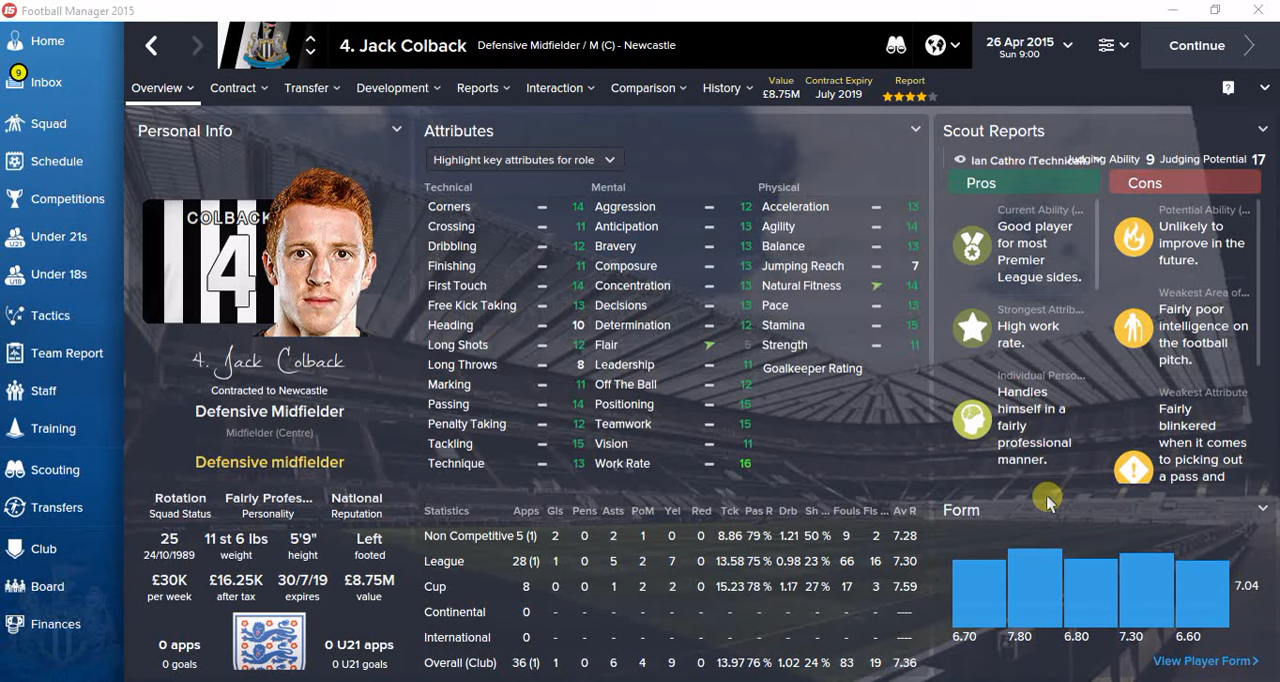 15 Football Manager 2015
Home
9
Inbox
Squad
Schedule
Competitions
U21 Under 21s
U18 Under 18s
Tactics
Team Report
Staff
Training
Scouting
Transfers
Club
Board
Finances
4. Jack Colback Defensive Midfielder / M (C) - Newcastle
26 Apr 2015
Sun 9:00
Continue
Overview Contract Transfer Development Reports Interaction Comparison History
Value
£8.75M
Contract Expiry
July 2019
Report
?
Personal Info
COLBACK
4
4. Jack Colback
Contracted to Newcastle
Defensive Midfielder
Midfielder (Centre)
Defensive midfielder
Rotation
Squad Status
Fairly Profes...
Personality
National
Reputation
25
24/10/1989
11 st 6 lbs
weight
5'9"
height
Left
footed
£30K
per week
£16.25K
after tax
30/7/19
expires
£8.75M
value
0 apps
0 goals
0 U21 apps
0 U21 goals
Attributes
Highlight key attributes for role
Technical Mental Physical
Corners - 14 Aggression - 12 Acceleration - 13
Crossing - 11 Anticipation - 13 Agility - 14
Dribbling - 12 Bravery - 13 Balance - 13
Finishing - 11 Composure - 13 Jumping Reach - 7
First Touch - 14 Concentration - 13 Natural Fitness 14
Free Kick Taking - 13 Decisions - 13 Pace - 13
Heading - 10 Determination - 12 Stamina - 15
Long Shots - 12 Flair 5 Strength - 11
Long Throws - 8 Leadership - 11 Goalkeeper Rating
Marking - 11 Off The Ball - 12
Passing - 14 Positioning - 15
Penalty Taking - 12 Teamwork - 15
Tackling - 15 Vision - 11
Technique - 13 Work Rate - 16
Statistics Apps Gls Pens Asts PoM Yel Red Tck Pas R Drb Sh ... Fouls Fls ... Av R
Non Competitive 5 (1) 2 0 2 1 0 0 8.86 79 % 1.21 50 % 9 2 7.28
League 28 (1) 1 0 5 2 7 0 13.58 75 % 0.98 23 % 66 16 7.30
Cup 8 0 0 1 2 2 0 15.23 78 % 1.17 27 % 17 3 7.59
Continental 0 - - - - - - - - - - - - ----
International 0 - - - - - - - - - - - - ----
Overall (Club) 36 (1) 1 0 6 4 9 0 13.97 76 % 1.02 24 % 83 19 7.36
Scout Reports
Ian Cathro (Technical Judging Ability 9 Judging Potential 17
Pros
Current Ability (...
Good player
for most
Premier
League sides.
Strongest Attrib...
High work
rate.
Individual Perso...
Handles
himself in a
fairly
professional
manner.
Cons
Potential Ability (...
Unlikely to
improve in the
future.
Weakest Area of...
Fairly poor
intelligence on
the football
pitch.
Weakest Attribute
Fairly
blinkered
when it comes
to picking out
a pass and
Form
7.04
6.70 7.80 6.80 7.30 6.60
View Player Form>